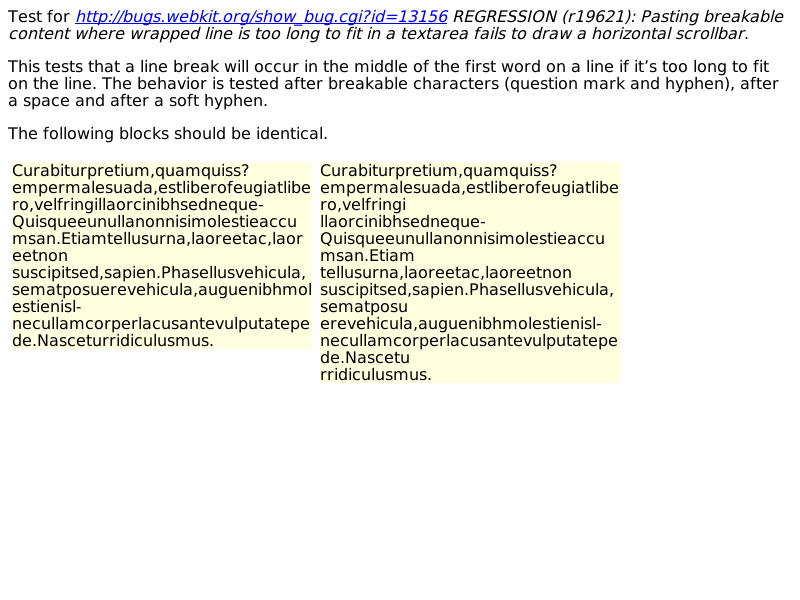 Test for http://bugs.webkit.org/show_bug.cgi?id=13156 REGRESSION (r19621): Pasting breakable
content where wrapped line is too long to fit in a textarea fails to draw a horizontal scrollbar.
This tests that a line break will occur in the middle of the first word on a line if it’s too long to fit
on the line. The behavior is tested after breakable characters (question mark and hyphen), after
a space and after a soft hyphen.
The following blocks should be identical.
Curabiturpretium,quamquiss?
empermalesuada,estliberofeugiatlibe
ro,velfringillaorcinibhsedneque-
Quisqueeunullanonnisimolestieaccu
msan.Etiamtellusurna,laoreetac,laor
eetnon
suscipitsed,sapien.Phasellusvehicula,
sematposuerevehicula,auguenibhmol
estienisl-
necullamcorperlacusantevulputatepe
de.Nasceturridiculusmus.
Curabiturpretium,quamquiss?
empermalesuada,estliberofeugiatlibe
ro,velfringi
llaorcinibhsedneque-
Quisqueeunullanonnisimolestieaccu
msan.Etiam
tellusurna,laoreetac,laoreetnon
suscipitsed,sapien.Phasellusvehicula,
sematposu
erevehicula,auguenibhmolestienisl-
necullamcorperlacusantevulputatepe
de.Nascetu
rridiculusmus.